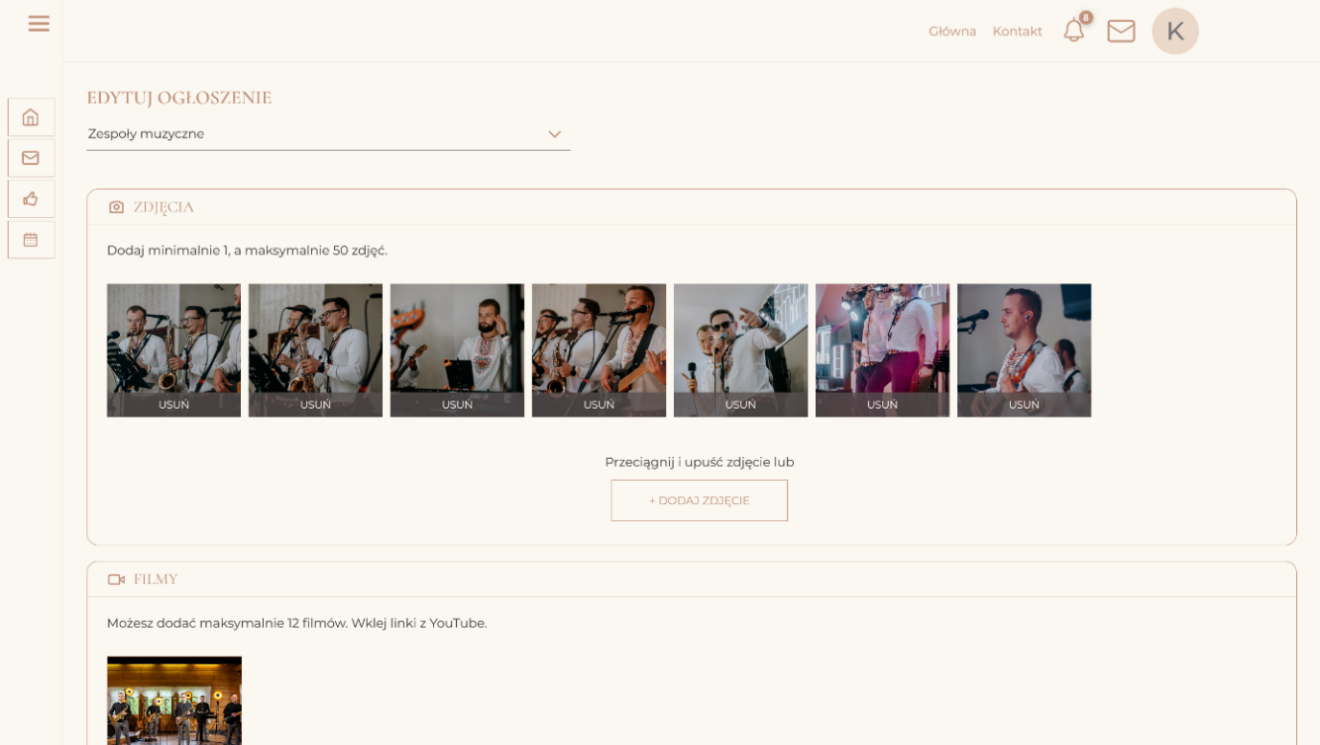 Główna Kontakt 8 K
EDYTUJ OGŁOSZENIE
Zespoły muzyczne
ZDJĘCIA
Dodaj minimalnie 1, a maksymalnie 50 zdjęć.
USUŃ USUŃ USUŃ USUŃ USUŃ USUŃ USUŃ
Przeciągnij i upuść zdjęcie lub
+ DODAJ ZDJĘCIE
FILMY
Możesz dodać maksymalnie 12 filmów. Wklej linki z YouTube.